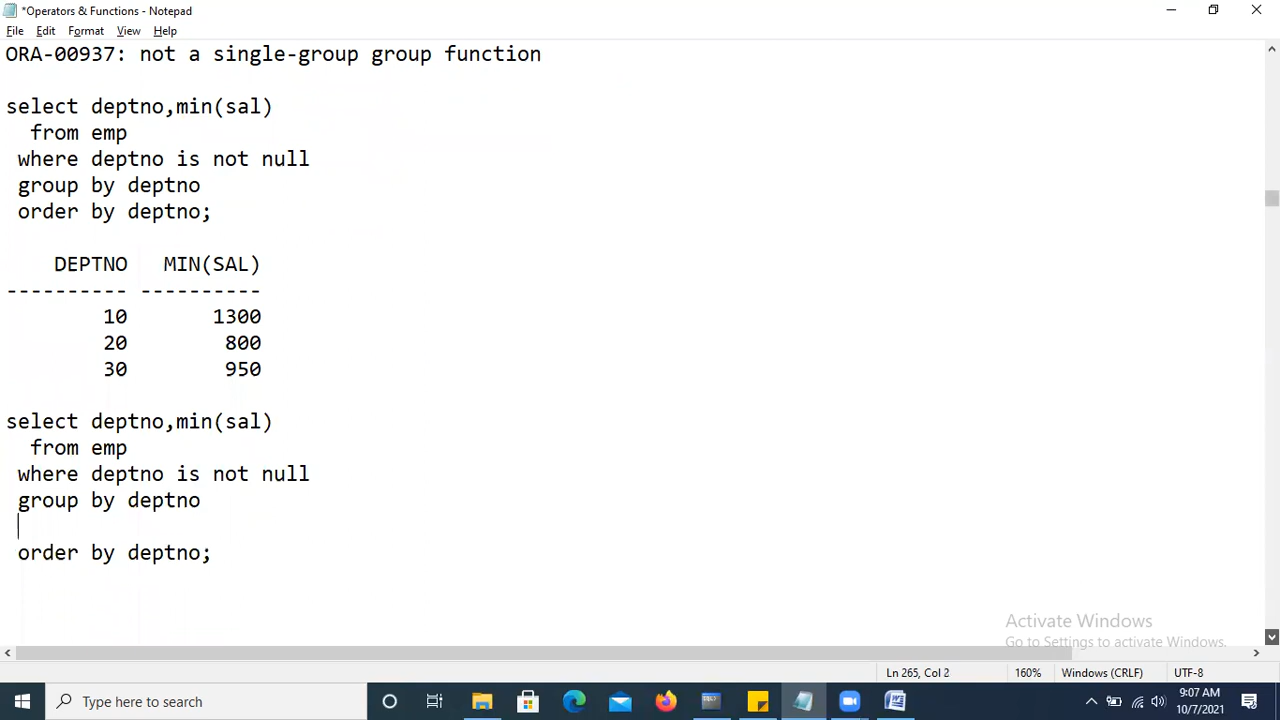 *Operators & Functions - Notepad
File Edit Format View Help
ORA-00937: not a single-group group function
select deptno,min(sal)
from emp
where deptno is not null
group by deptno
order by deptno;
DEPTNO MIN(SAL)
---------- ----------
10 1300
20 800
30 950
select deptno,min(sal)
from emp
where deptno is not null
group by deptno
order by deptno;
Activate Windows
Go to Settings to activate Windows.
Ln 265, Col 2 160% Windows (CRLF) UTF-8
Type here to search
9:07 AM
10/7/2021